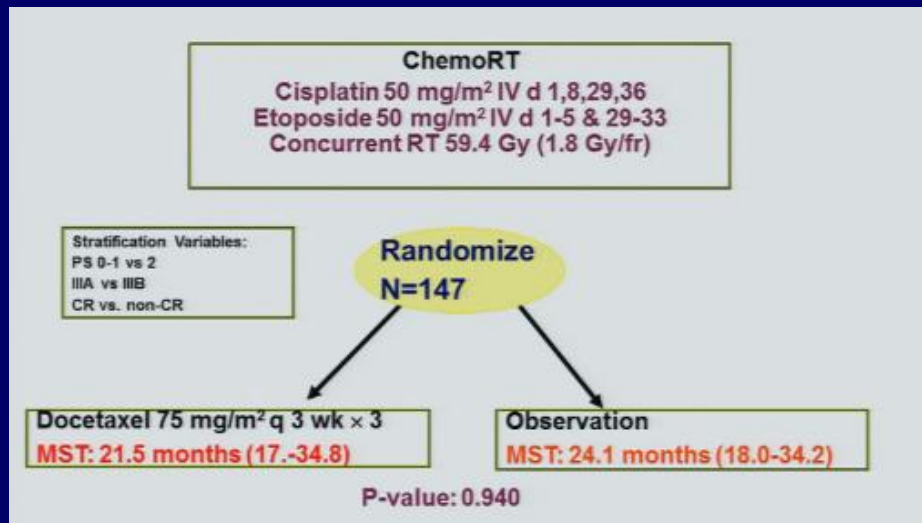 ChemoRT
Cisplatin 50 mg/m² IV d 1,8,29,36
Etoposide 50 mg/m² IV d 1-5 & 29-33
Concurrent RT 59.4 Gy (1.8 Gy/fr)
Stratification Variables:
PS 0-1 vs 2
IIIA vs IIIB
CR vs. non-CR
Randomize
N=147
Docetaxel 75 mg/m² q 3 wk × 3
MST: 21.5 months (17.-34.8)
Observation
MST: 24.1 months (18.0-34.2)
P-value: 0.940